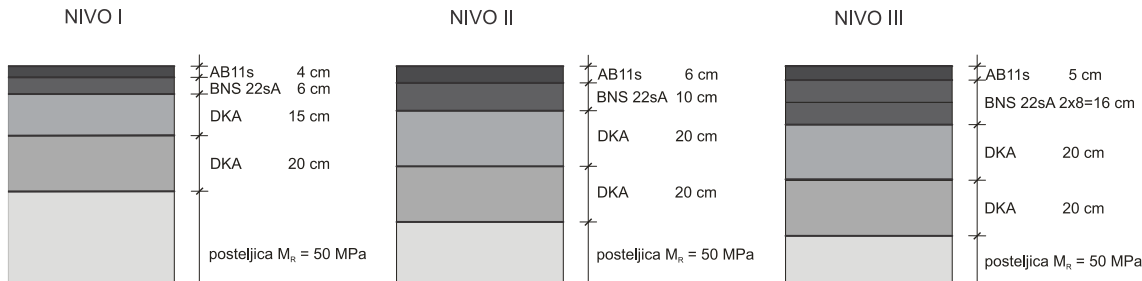 NIVO I
AB11s 4 cm
BNS 22sA 6 cm
DKA 15 cm
DKA 20 cm
posteljica M_R = 50 MPa
NIVO II
AB11s 6 cm
BNS 22sA 10 cm
DKA 20 cm
DKA 20 cm
posteljica M_R = 50 MPa
NIVO III
AB11s 5 cm
BNS 22sA 2x8=16 cm
DKA 20 cm
DKA 20 cm
posteljica M_R = 50 MPa